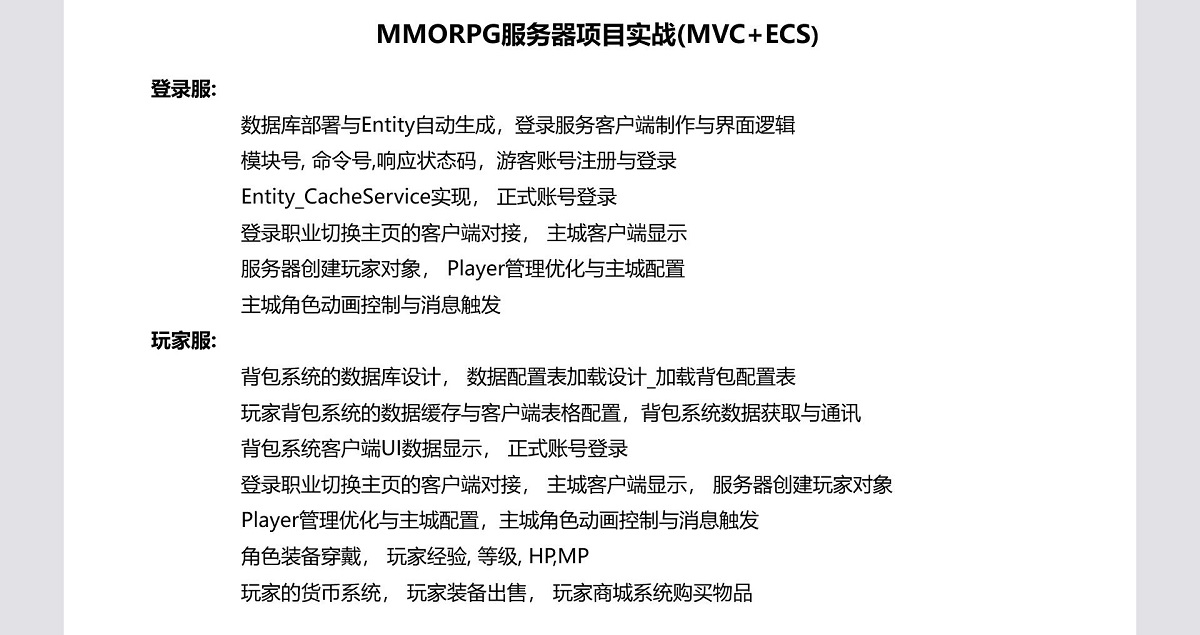 MMORPG服务器项目实战(MVC+ECS)
登录服:
数据库部署与Entity自动生成，登录服务客户端制作与界面逻辑
模块号, 命令号,响应状态码，游客账号注册与登录
Entity_CacheService实现， 正式账号登录
登录职业切换主页的客户端对接， 主城客户端显示
服务器创建玩家对象， Player管理优化与主城配置
主城角色动画控制与消息触发
玩家服:
背包系统的数据库设计， 数据配置表加载设计_加载背包配置表
玩家背包系统的数据缓存与客户端表格配置，背包系统数据获取与通讯
背包系统客户端UI数据显示， 正式账号登录
登录职业切换主页的客户端对接， 主城客户端显示， 服务器创建玩家对象
Player管理优化与主城配置，主城角色动画控制与消息触发
角色装备穿戴， 玩家经验, 等级, HP,MP
玩家的货币系统， 玩家装备出售， 玩家商城系统购买物品